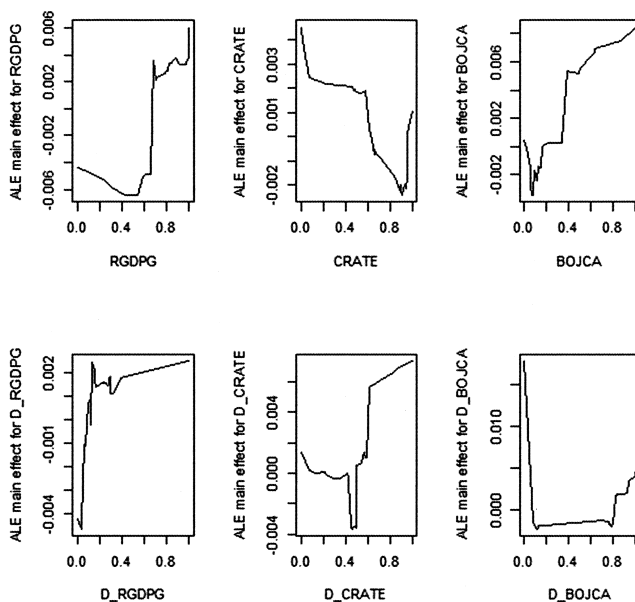 ALE main effect for RGDPG
-0.006 -0.002 0.002 0.006
0.0 0.4 0.8
RGDPG
ALE main effect for CRATE
-0.002 0.001 0.003
0.0 0.4 0.8
CRATE
ALE main effect for BOJCA
-0.002 0.002 0.006
0.0 0.4 0.8
BOJCA
ALE main effect for D_RGDPG
-0.004 -0.001 0.002
0.0 0.4 0.8
D_RGDPG
ALE main effect for D_CRATE
-0.004 0.000 0.004
0.0 0.4 0.8
D_CRATE
ALE main effect for D_BOJCA
0.000 0.010
0.0 0.4 0.8
D_BOJCA